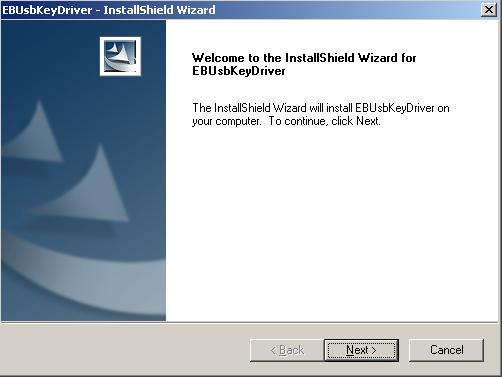 EBUsbKeyDriver - InstallShield Wizard
Welcome to the InstallShield Wizard for
EBUsbKeyDriver
The InstallShield Wizard will install EBUsbKeyDriver on
your computer. To continue, click Next.
< Back
Next >
Cancel